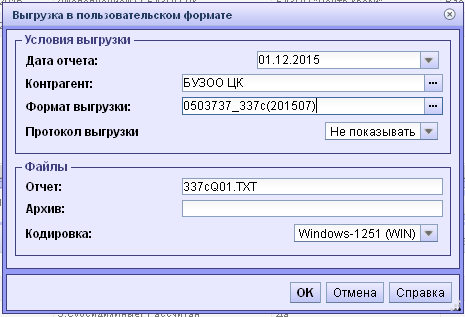 Выгрузка в пользовательском формате
Условия выгрузки
Дата отчета: 01.12.2015
Контрагент: БУЗОО ЦК ...
Формат выгрузки: 0503737_337c(201507) ...
Протокол выгрузки Не показывать
Файлы
Отчет: 337cQ01.TXT
Архив:
Кодировка: Windows-1251 (WIN)
ОК Отмена Справка